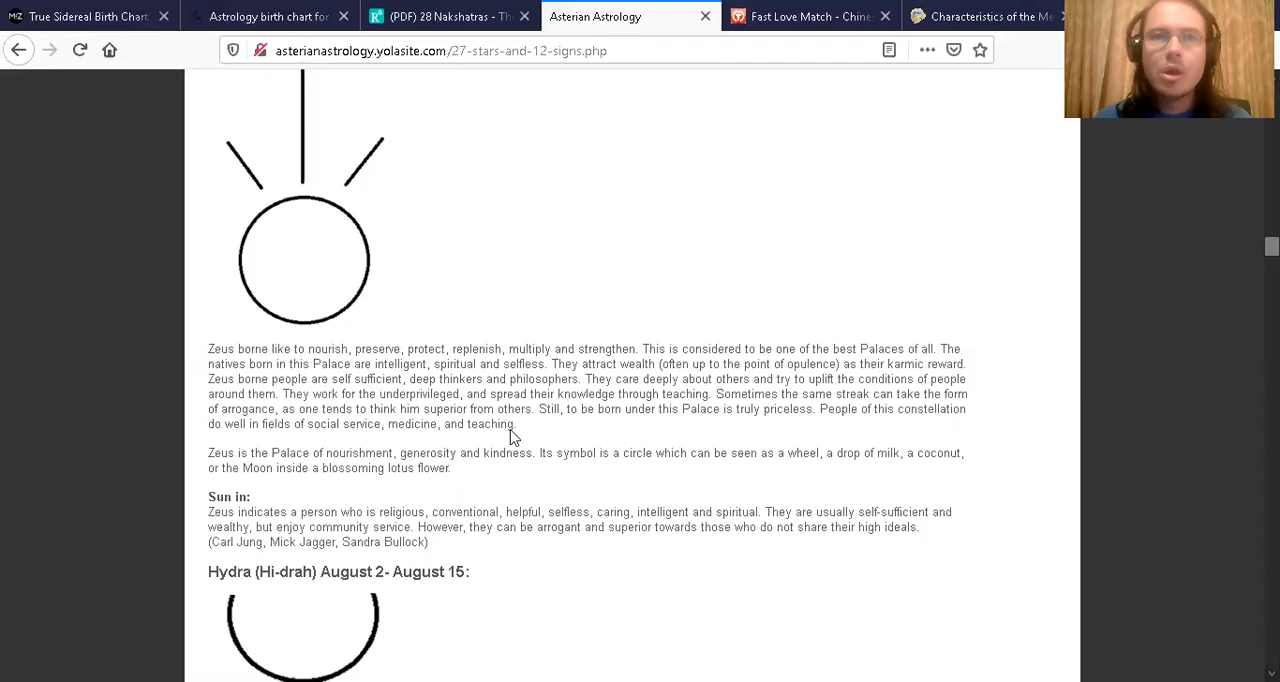 True Sidereal Birth Chart
Astrology birth chart for
(PDF) 28 Nakshatras - The
Asterian Astrology
Fast Love Match - Chine
Characteristics of the Me
asterianastrology.yolasite.com/27-stars-and-12-signs.php
Zeus borne like to nourish, preserve, protect, replenish, multiply and strengthen. This is considered to be one of the best Palaces of all. The
natives born in this Palace are intelligent, spiritual and selfless. They attract wealth (often up to the point of opulence) as their karmic reward.
Zeus borne people are self sufficient, deep thinkers and philosophers. They care deeply about others and try to uplift the conditions of people
around them. They work for the underprivileged, and spread their knowledge through teaching. Sometimes the same streak can take the form
of arrogance, as one tends to think him superior from others. Still, to be born under this Palace is truly priceless. People of this constellation
do well in fields of social service, medicine, and teaching.
Zeus is the Palace of nourishment, generosity and kindness. Its symbol is a circle which can be seen as a wheel, a drop of milk, a coconut,
or the Moon inside a blossoming lotus flower.
Sun in:
Zeus indicates a person who is religious, conventional, helpful, selfless, caring, intelligent and spiritual. They are usually self-sufficient and
wealthy, but enjoy community service. However, they can be arrogant and superior towards those who do not share their high ideals.
(Carl Jung, Mick Jagger, Sandra Bullock)
Hydra (Hi-drah) August 2- August 15: